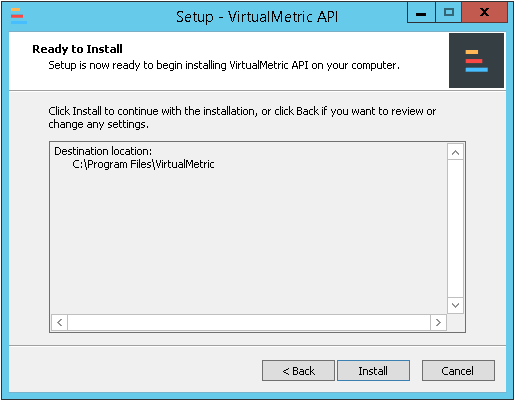 Setup - VirtualMetric API
Ready to Install
Setup is now ready to begin installing VirtualMetric API on your computer.
Click Install to continue with the installation, or click Back if you want to review or
change any settings.
Destination location:
C:\Program Files\VirtualMetric
< Back
Install
Cancel